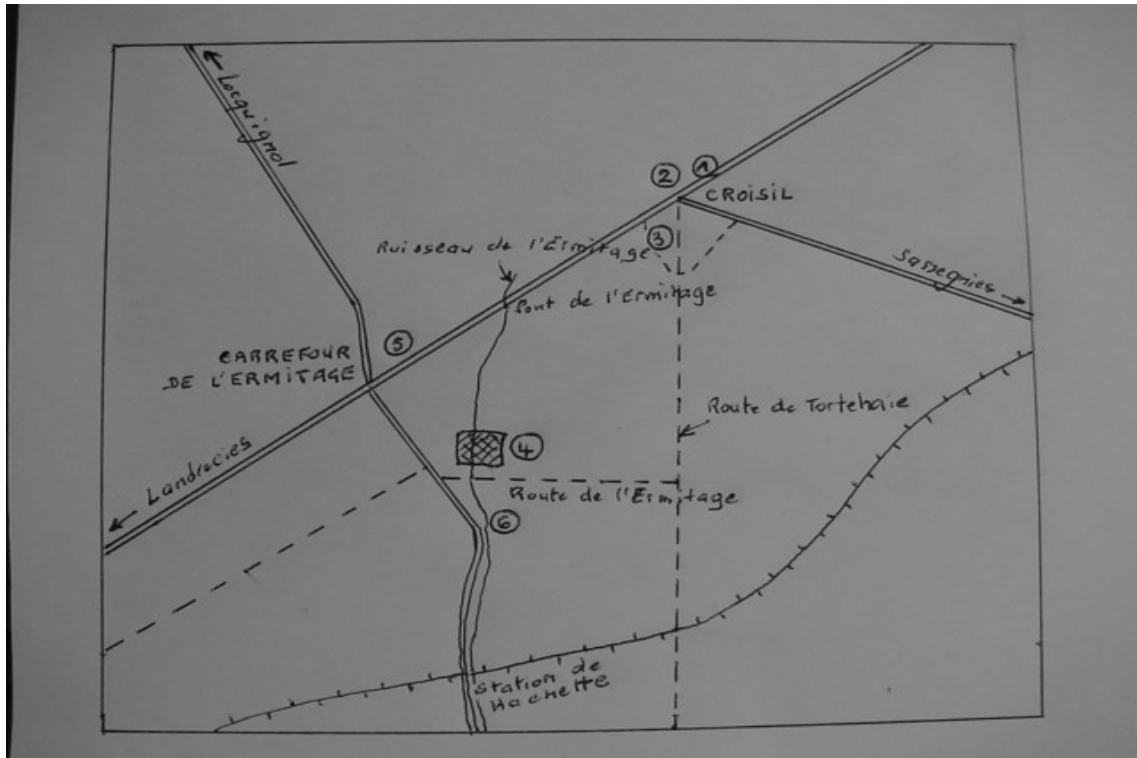 Locquignol
② ①
CROISIL
③
Ruisseau de l'Ermitage
Sassegnies
Pont de l'Ermitage
⑤
CARREFOUR
DE L'ERMITAGE
Route de Tortehaie
④
Landrecies
Route de l'Ermitage
⑥
Station de
Hachette